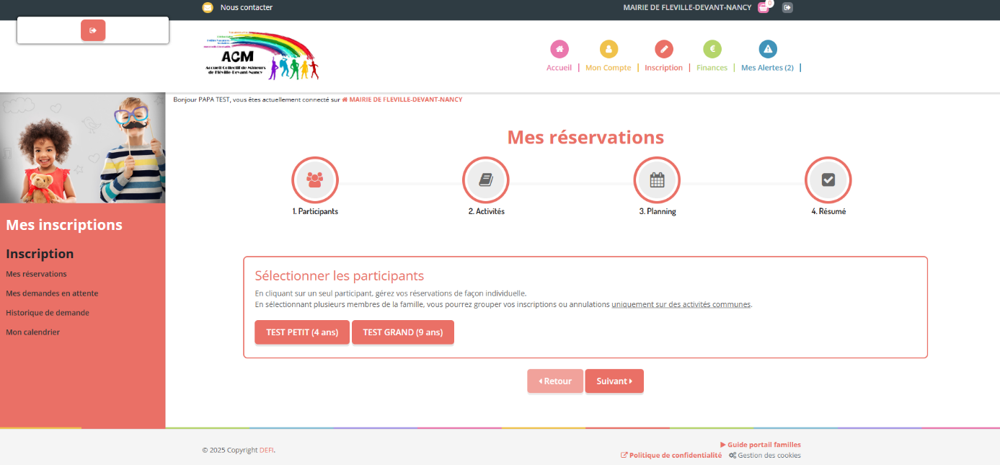 Nous contacter
MAIRIE DE FLEVILLE-DEVANT-NANCY
0
ACM
Accueil Collectif de Mineurs
de Fléville-Devant-Nancy
Accueil
Mon Compte
Inscription
Finances
Mes Alertes (2)
Bonjour PAPA TEST, vous êtes actuellement connecté sur MAIRIE DE FLEVILLE-DEVANT-NANCY
Mes réservations
1. Participants
2. Activités
3. Planning
4. Résumé
Mes inscriptions
Inscription
Mes réservations
Mes demandes en attente
Historique de demande
Mon calendrier
Sélectionner les participants
En cliquant sur un seul participant, gérez vos réservations de façon individuelle.
En sélectionnant plusieurs membres de la famille, vous pourrez grouper vos inscriptions ou annulations uniquement sur des activités communes.
TEST PETIT (4 ans)
TEST GRAND (9 ans)
Retour
Suivant
© 2025 Copyright DEFI.
Guide portail familles
Politique de confidentialité
Gestion des cookies